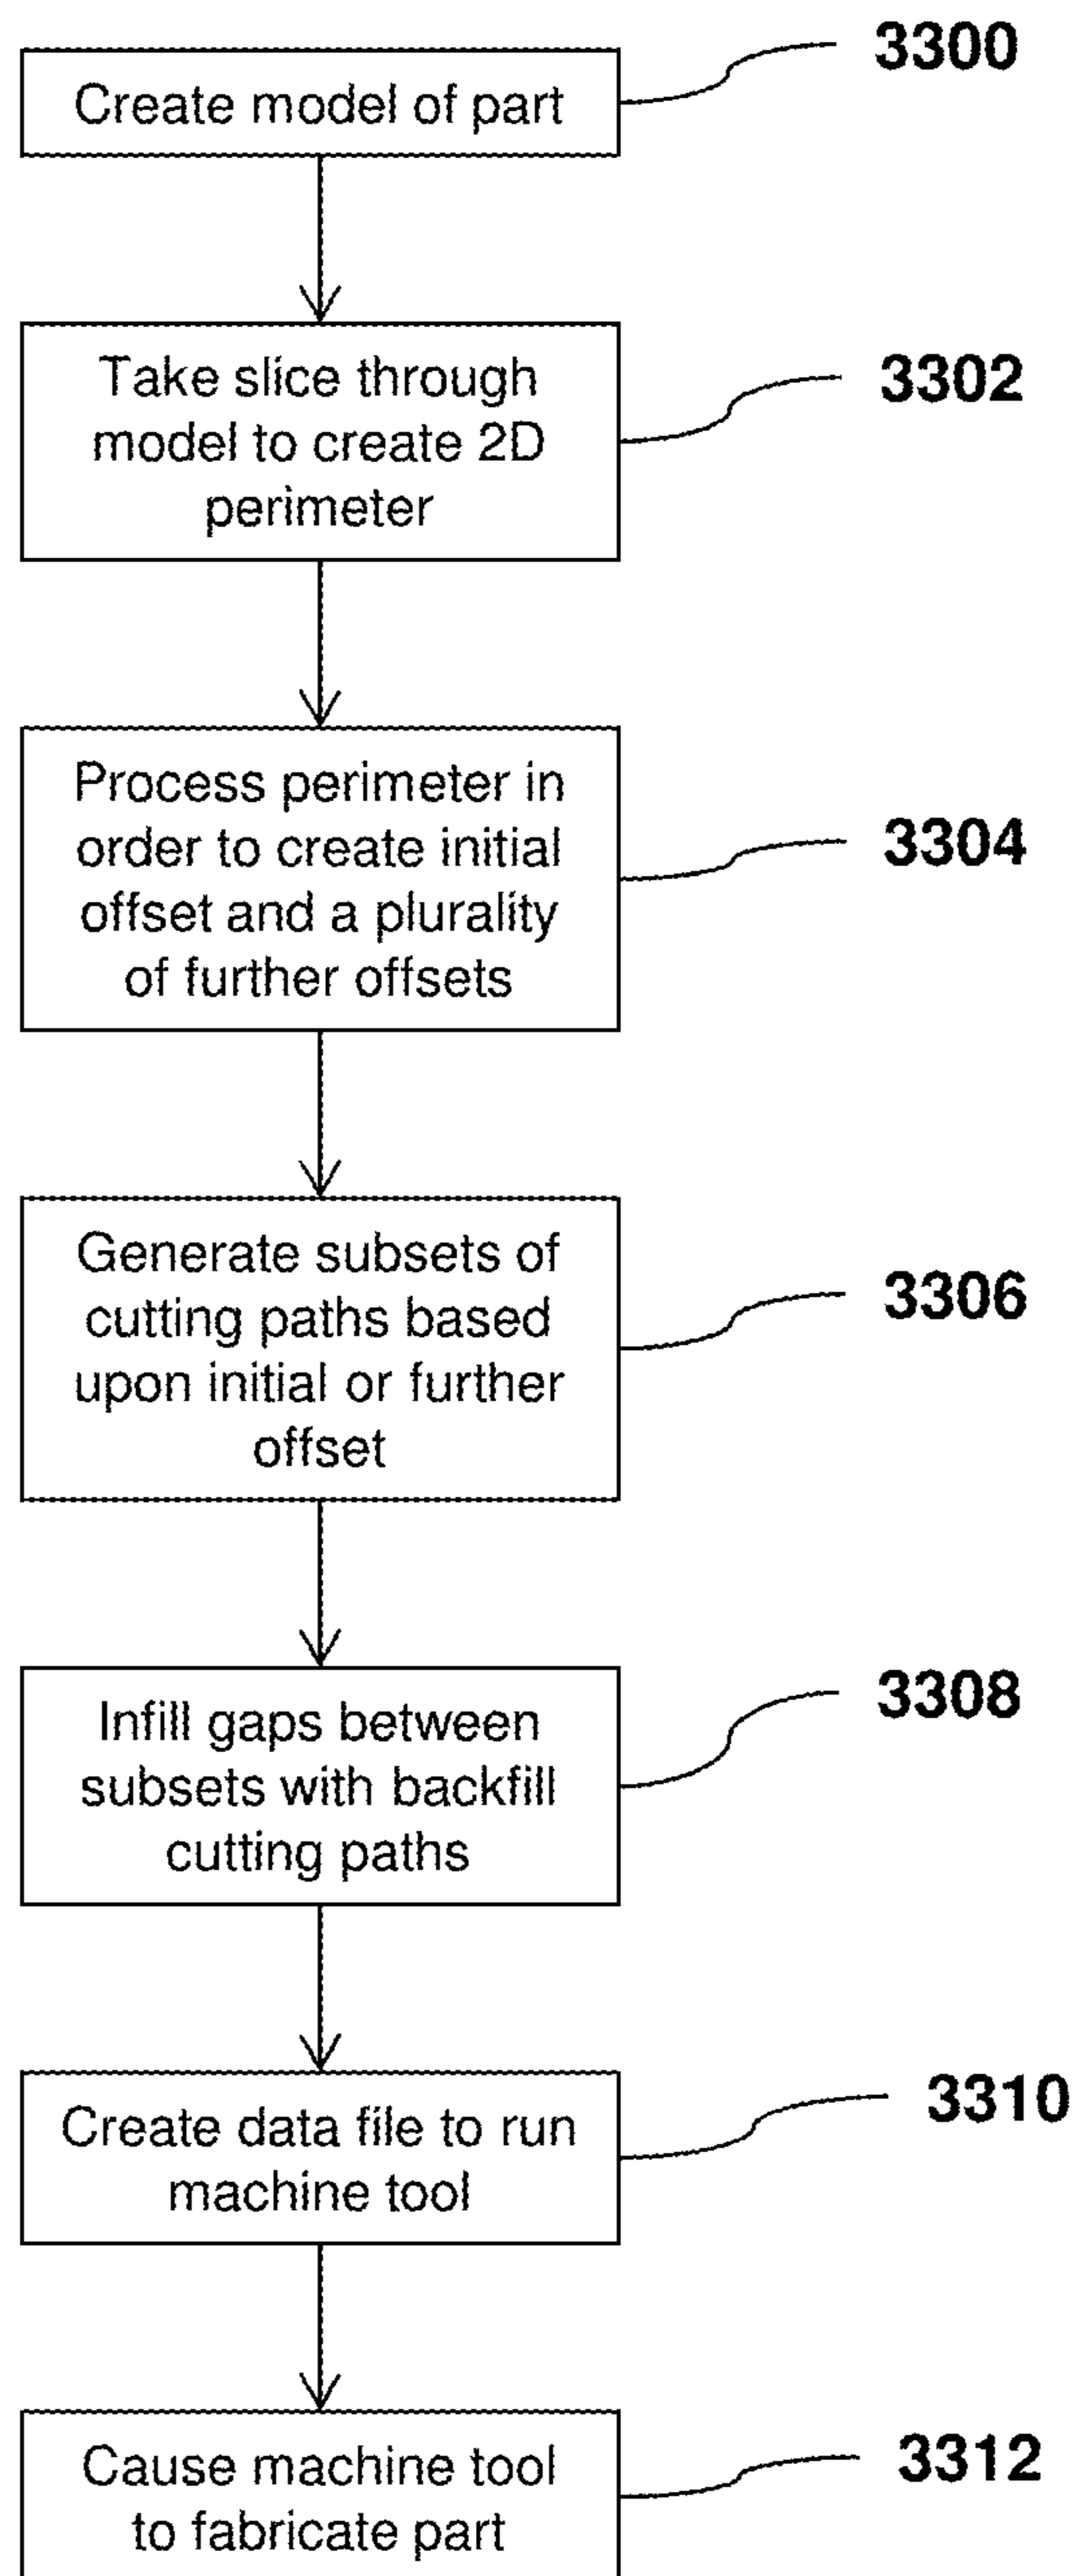 Create model of part
3300
Take slice through
model to create 2D
perimeter
3302
Process perimeter in
order to create initial
offset and a plurality
of further offsets
3304
Generate subsets of
cutting paths based
upon initial or further
offset
3306
Infill gaps between
subsets with backfill
cutting paths
3308
Create data file to run
machine tool
3310
Cause machine tool
to fabricate part
3312